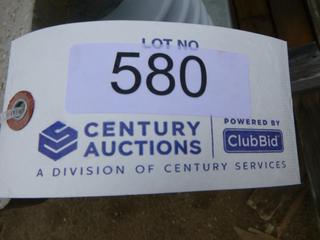 LOT NO
580
CENTURY
AUCTIONS
POWERED BY
ClubBid
A DIVISION OF CENTURY SERVICES